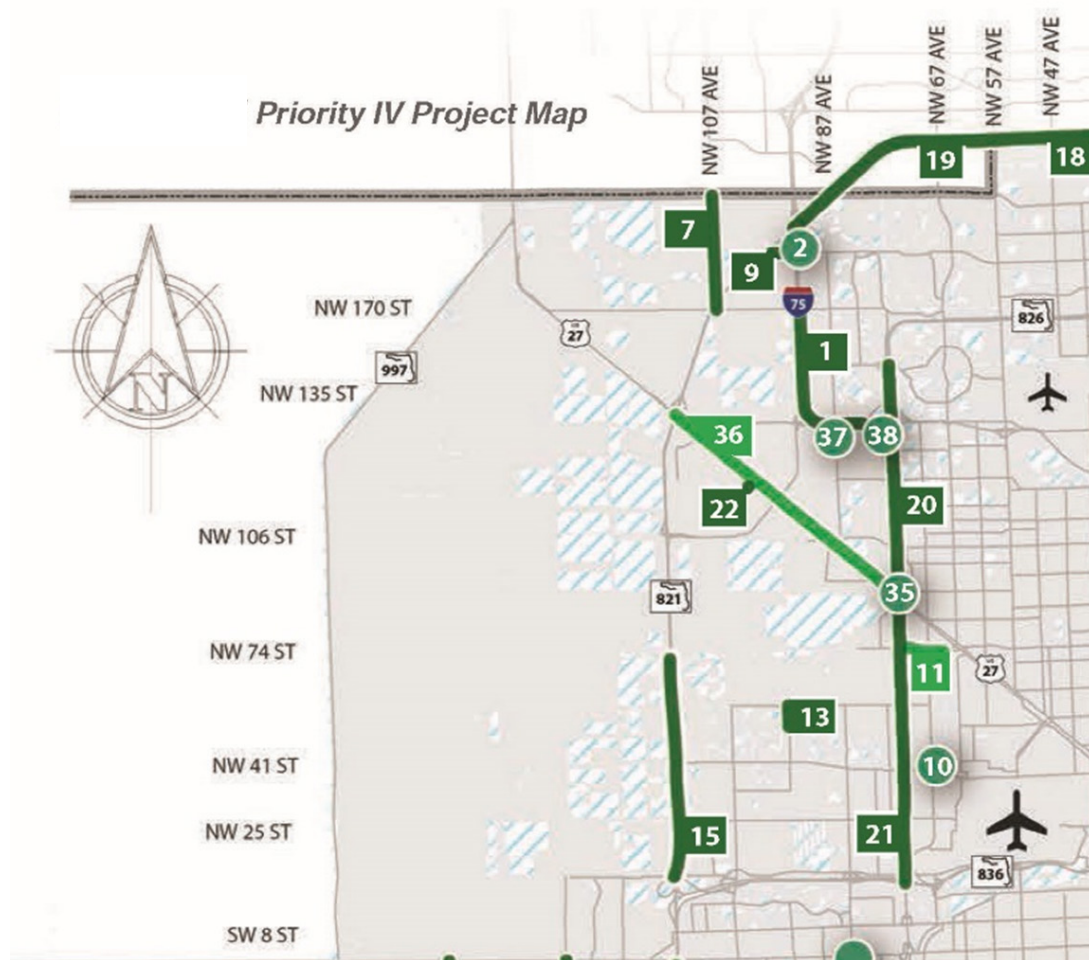 Priority IV Project Map
NW 107 AVE
NW 87 AVE
NW 67 AVE
NW 57 AVE
NW 47 AVE
19
18
7
2
9
NW 170 ST
75
826
US
27
1
997
NW 135 ST
36
37
38
22
20
NW 106 ST
821
35
NW 74 ST
11
US
27
13
NW 41 ST
10
NW 25 ST
15
21
836
SW 8 ST
N